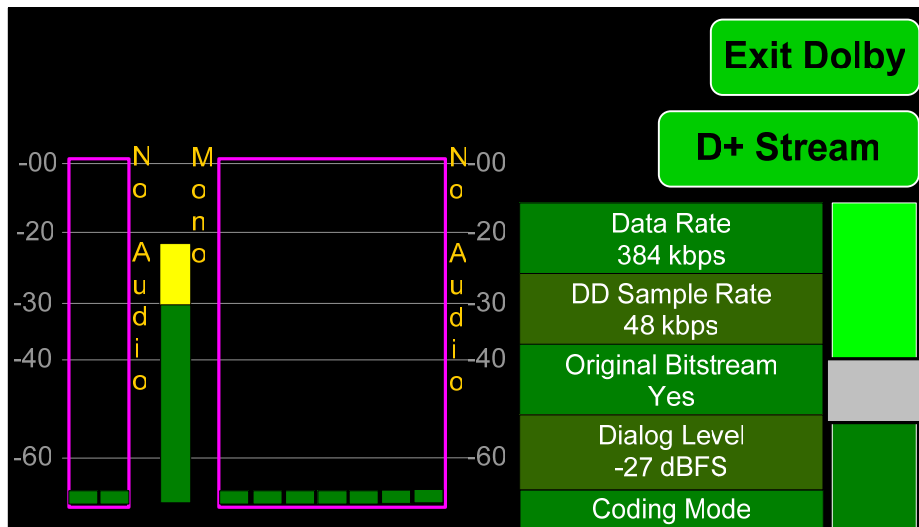 Exit Dolby
D+ Stream
-00
-20
-30
-40
-60
No Audio
Mono
No Audio
-00
-20
-30
-40
-60
Data Rate
384 kbps
DD Sample Rate
48 kbps
Original Bitstream
Yes
Dialog Level
-27 dBFS
Coding Mode